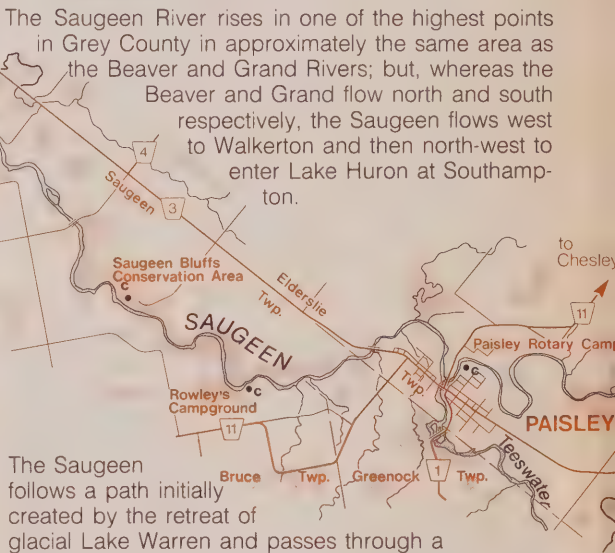 The Saugeen River rises in one of the highest points
in Grey County in approximately the same area as
the Beaver and Grand Rivers; but, whereas the
Beaver and Grand flow north and south
respectively, the Saugeen flows west
to Walkerton and then north-west to
enter Lake Huron at Southamp-
ton.
4
Saugeen
3
to
Chesley
Saugeen Bluffs
Conservation Area
C
Elderslie
Twp.
11
SAUGEEN
Paisley Rotary Camp
C
Twp.
Rowley's
Campground
C
11
PAISLEY
Teeswater
Bruce Twp. Greenock 1 Twp.
The Saugeen
follows a path initially
created by the retreat of
glacial Lake Warren and passes through a